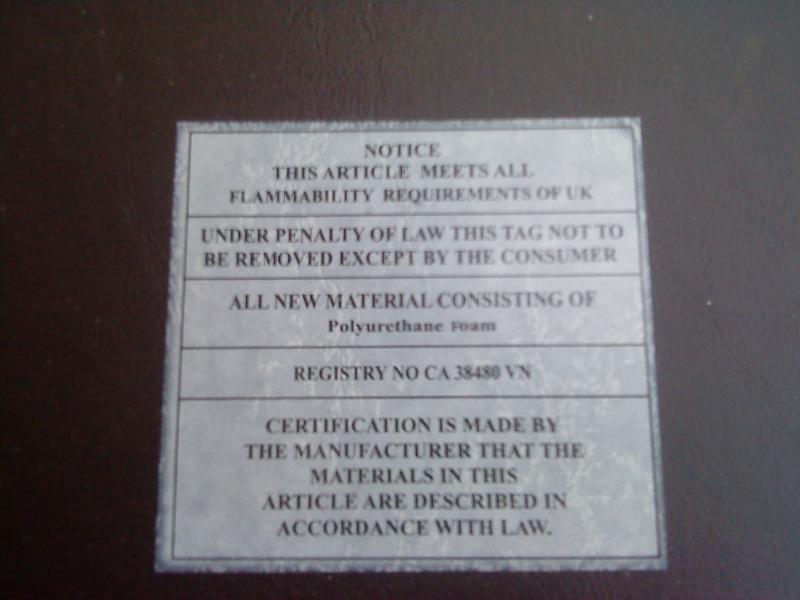 NOTICE
THIS ARTICLE MEETS ALL
FLAMMABILITY REQUIREMENTS OF UK
UNDER PENALTY OF LAW THIS TAG NOT TO
BE REMOVED EXCEPT BY THE CONSUMER
ALL NEW MATERIAL CONSISTING OF
Polyurethane Foam
REGISTRY NO CA 38480 VN
CERTIFICATION IS MADE BY
THE MANUFACTURER THAT THE
MATERIALS IN THIS
ARTICLE ARE DESCRIBED IN
ACCORDANCE WITH LAW.